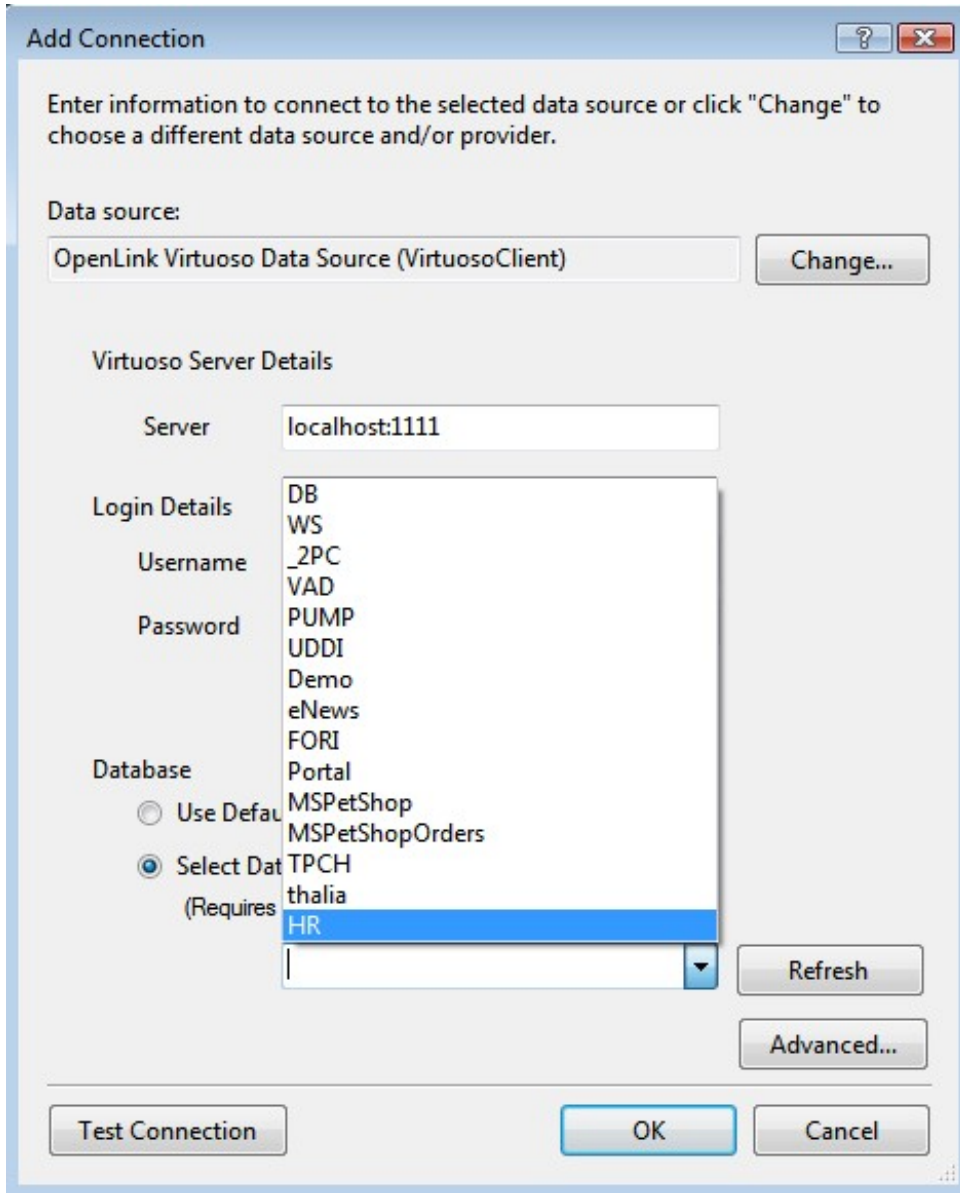 Add Connection
Enter information to connect to the selected data source or click "Change" to
choose a different data source and/or provider.
Data source:
OpenLink Virtuoso Data Source (VirtuosoClient)
Change...
Virtuoso Server Details
Server
localhost:1111
Login Details
Username
Password
DB
WS
_2PC
VAD
PUMP
UDDI
Demo
eNews
FORI
Portal
MSPetShop
MSPetShopOrders
TPCH
thalia
HR
Database
Use Defau
Select Dat
(Requires
Refresh
Advanced...
Test Connection
OK
Cancel